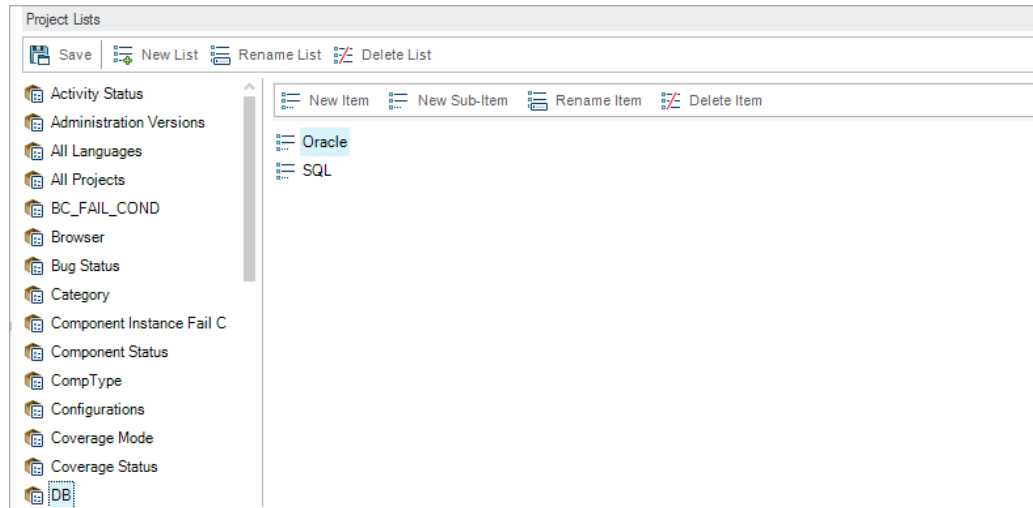 Project Lists
Save New List Rename List Delete List
Activity Status
Administration Versions
All Languages
All Projects
BC_FAIL_COND
Browser
Bug Status
Category
Component Instance Fail C
Component Status
CompType
Configurations
Coverage Mode
Coverage Status
DB
New Item New Sub-Item Rename Item Delete Item
Oracle
SQL